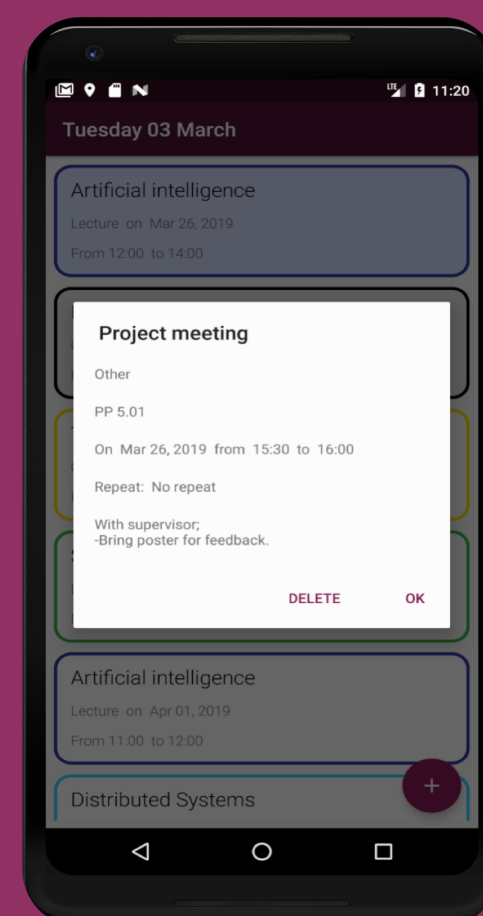 LTE 11:20
Tuesday 03 March
Artificial intelligence
Lecture on Mar 26, 2019
From 12:00 to 14:00
Project meeting
Other
PP 5.01
On Mar 26, 2019 from 15:30 to 16:00
Repeat: No repeat
With supervisor;
-Bring poster for feedback.
DELETE OK
Artificial intelligence
Lecture on Apr 01, 2019
From 11:00 to 12:00
Distributed Systems
+